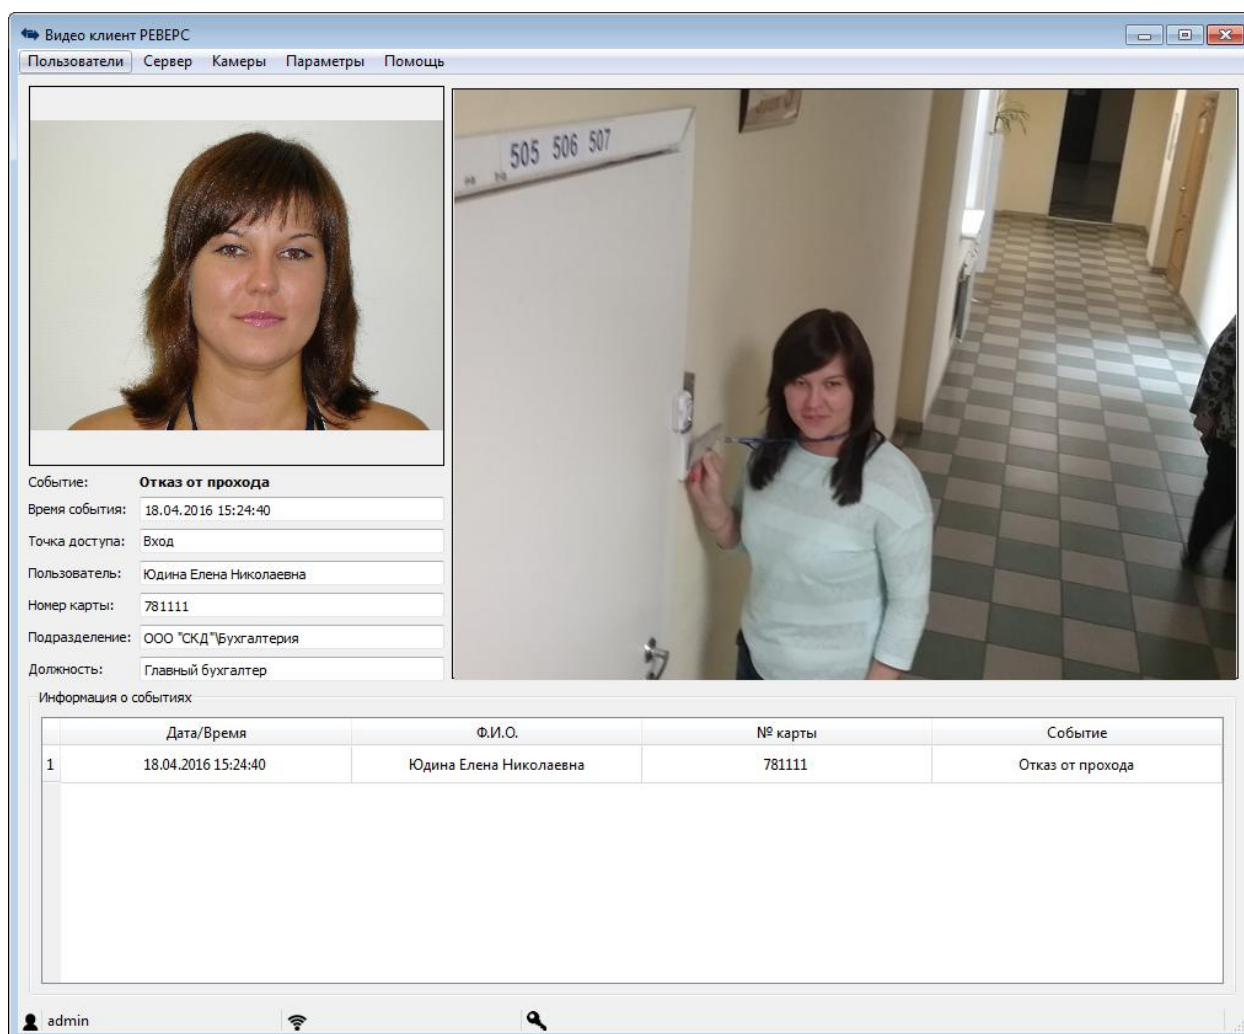 Видео клиент РЕВЕРС
Пользователи Сервер Камеры Параметры Помощь
505 506 507
Событие: Отказ от прохода
Время события: 18.04.2016 15:24:40
Точка доступа: Вход
Пользователь: Юдина Елена Николаевна
Номер карты: 781111
Подразделение: ООО "СКД"\Бухгалтерия
Должность: Главный бухгалтер
Информация о событиях
Дата/Время Ф.И.О. № карты Событие
1 18.04.2016 15:24:40 Юдина Елена Николаевна 781111 Отказ от прохода
admin